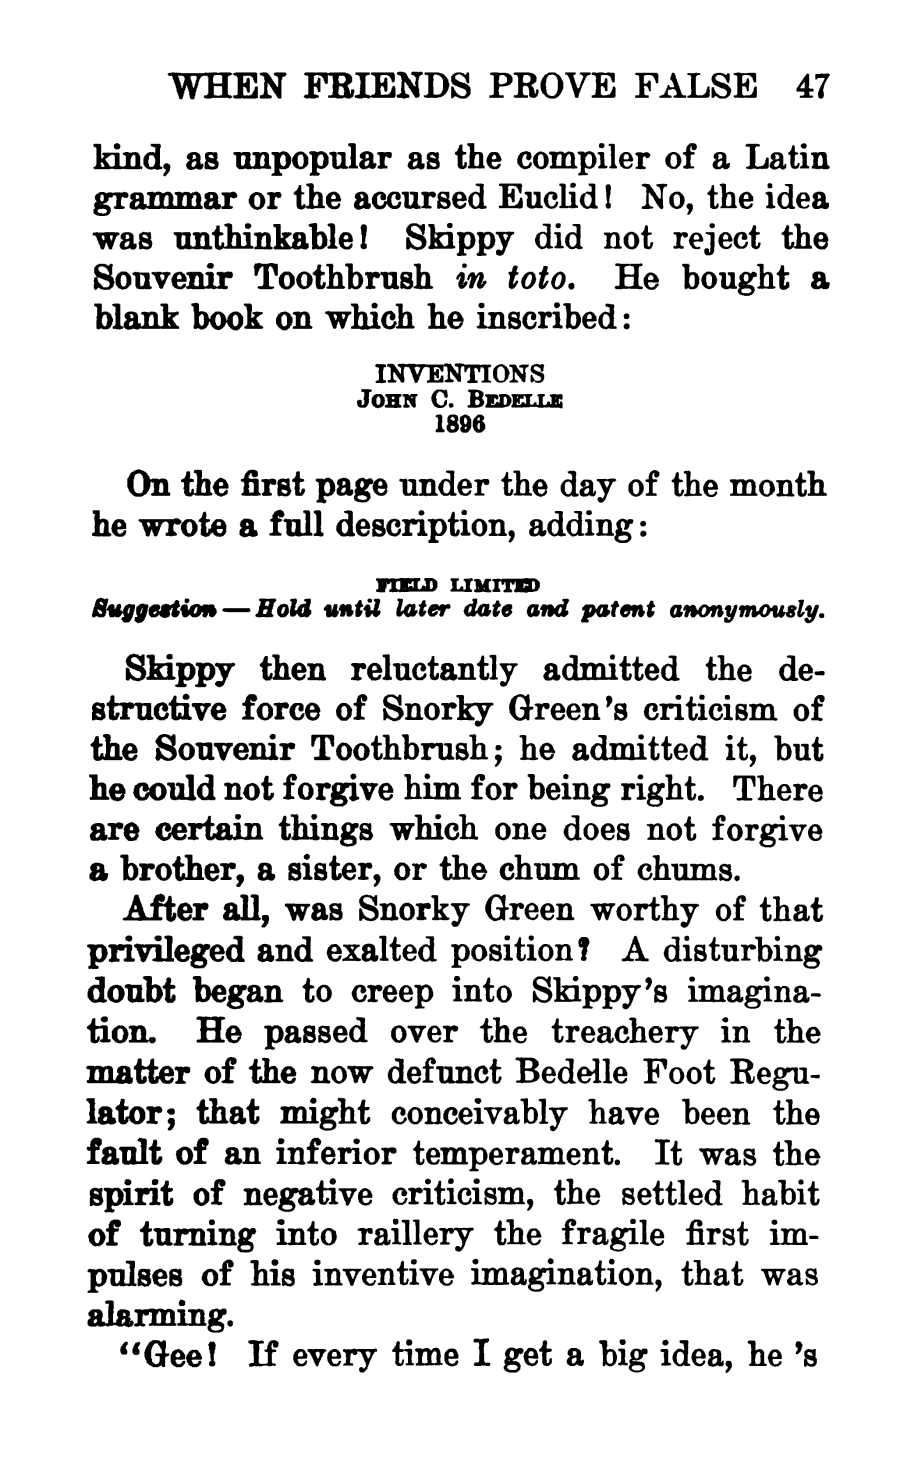 WHEN FRIENDS PROVE FALSE 47
kind, as unpopular as the compiler of a Latin
grammar or the accursed Euclid! No, the idea
was unthinkable! Skippy did not reject the
Souvenir Toothbrush in toto. He bought a
blank book on which he inscribed:
INVENTIONS
JOHN C. BEDELLE
1896
On the first page under the day of the month
he wrote a full description, adding:
FIELD LIMITED
Suggestion—Hold until later date and patent anonymously.
Skippy then reluctantly admitted the de-
structive force of Snorky Green's criticism of
the Souvenir Toothbrush; he admitted it, but
he could not forgive him for being right. There
are certain things which one does not forgive
a brother, a sister, or the chum of chums.
After all, was Snorky Green worthy of that
privileged and exalted position? A disturbing
doubt began to creep into Skippy's imagina-
tion. He passed over the treachery in the
matter of the now defunct Bedelle Foot Regu-
lator; that might conceivably have been the
fault of an inferior temperament. It was the
spirit of negative criticism, the settled habit
of turning into raillery the fragile first im-
pulses of his inventive imagination, that was
alarming.
"Gee! If every time I get a big idea, he 's